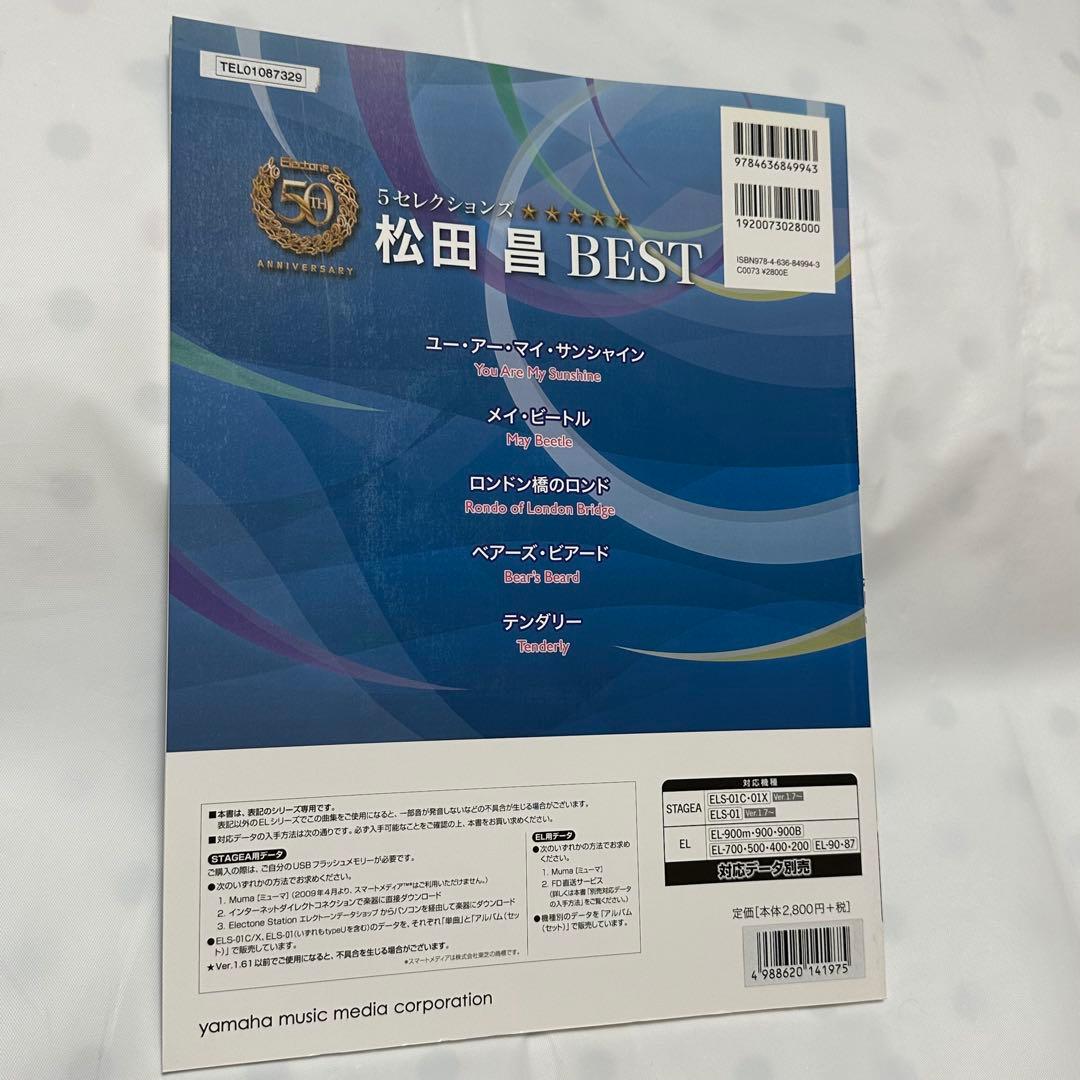 TEL01087329
9784636849943
1920073028000
ISBN978-4-636-84994-3
C0073 ¥2800E
Electone
50TH
ANNIVERSARY
5セレクションズ ★★★★★
松田 昌 BEST
ユー・アー・マイ・サンシャイン
You Are My Sunshine
メイ・ビートル
May Beetle
ロンドン橋のロンド
Rondo of London Bridge
ベアーズ・ビアード
Bear's Beard
テンダリー
Tenderly
■本書は、表記のシリーズ専用です。
表記以外のELシリーズでこの曲集をご使用になると、一部音が発音しないなどの不具合が生じる場合がございます。
■対応データの入手方法は次の通りです。必ず入手可能なことをご確認の上、本書をお買い求めください。
STAGEA用データ
ご購入の際は、ご自分のUSBフラッシュメモリーが必要です。
●次のいずれかの方法でお求めください。
1. Muma [ミューマ] (2009年4月より、スマートメディア™*はご利用いただけません。)
2. インターネットダイレクトコネクションで楽器に直接ダウンロード
3. Electone Station エレクトーンデータショップからパソコンを経由して楽器にダウンロード
●ELS-01C/X、ELS-01(いずれもtypeUを含む)のデータを、それぞれ「単曲」と「アルバム(セット)」で販売しています。
★Ver.1.61以前でご使用になると、不具合を生じる場合がございます。
*スマートメディアは株式会社東芝の商標です。
EL用データ
●次のいずれかの方法でお求めください。
1. Muma [ミューマ]
2. FD直送サービス
(詳しくは本書「別売対応データの入手方法」をご覧ください。)
●機種別のデータを「アルバム(セット)」で販売しています。
対応機種
STAGEA
ELS-01C・01X Ver.1.7〜
ELS-01 Ver.1.7〜
EL
EL-900m・900・900B
EL-700・500・400・200 EL-90・87
対応データ別売
定価[本体2,800円+税]
4 988620 141975
yamaha music media corporation